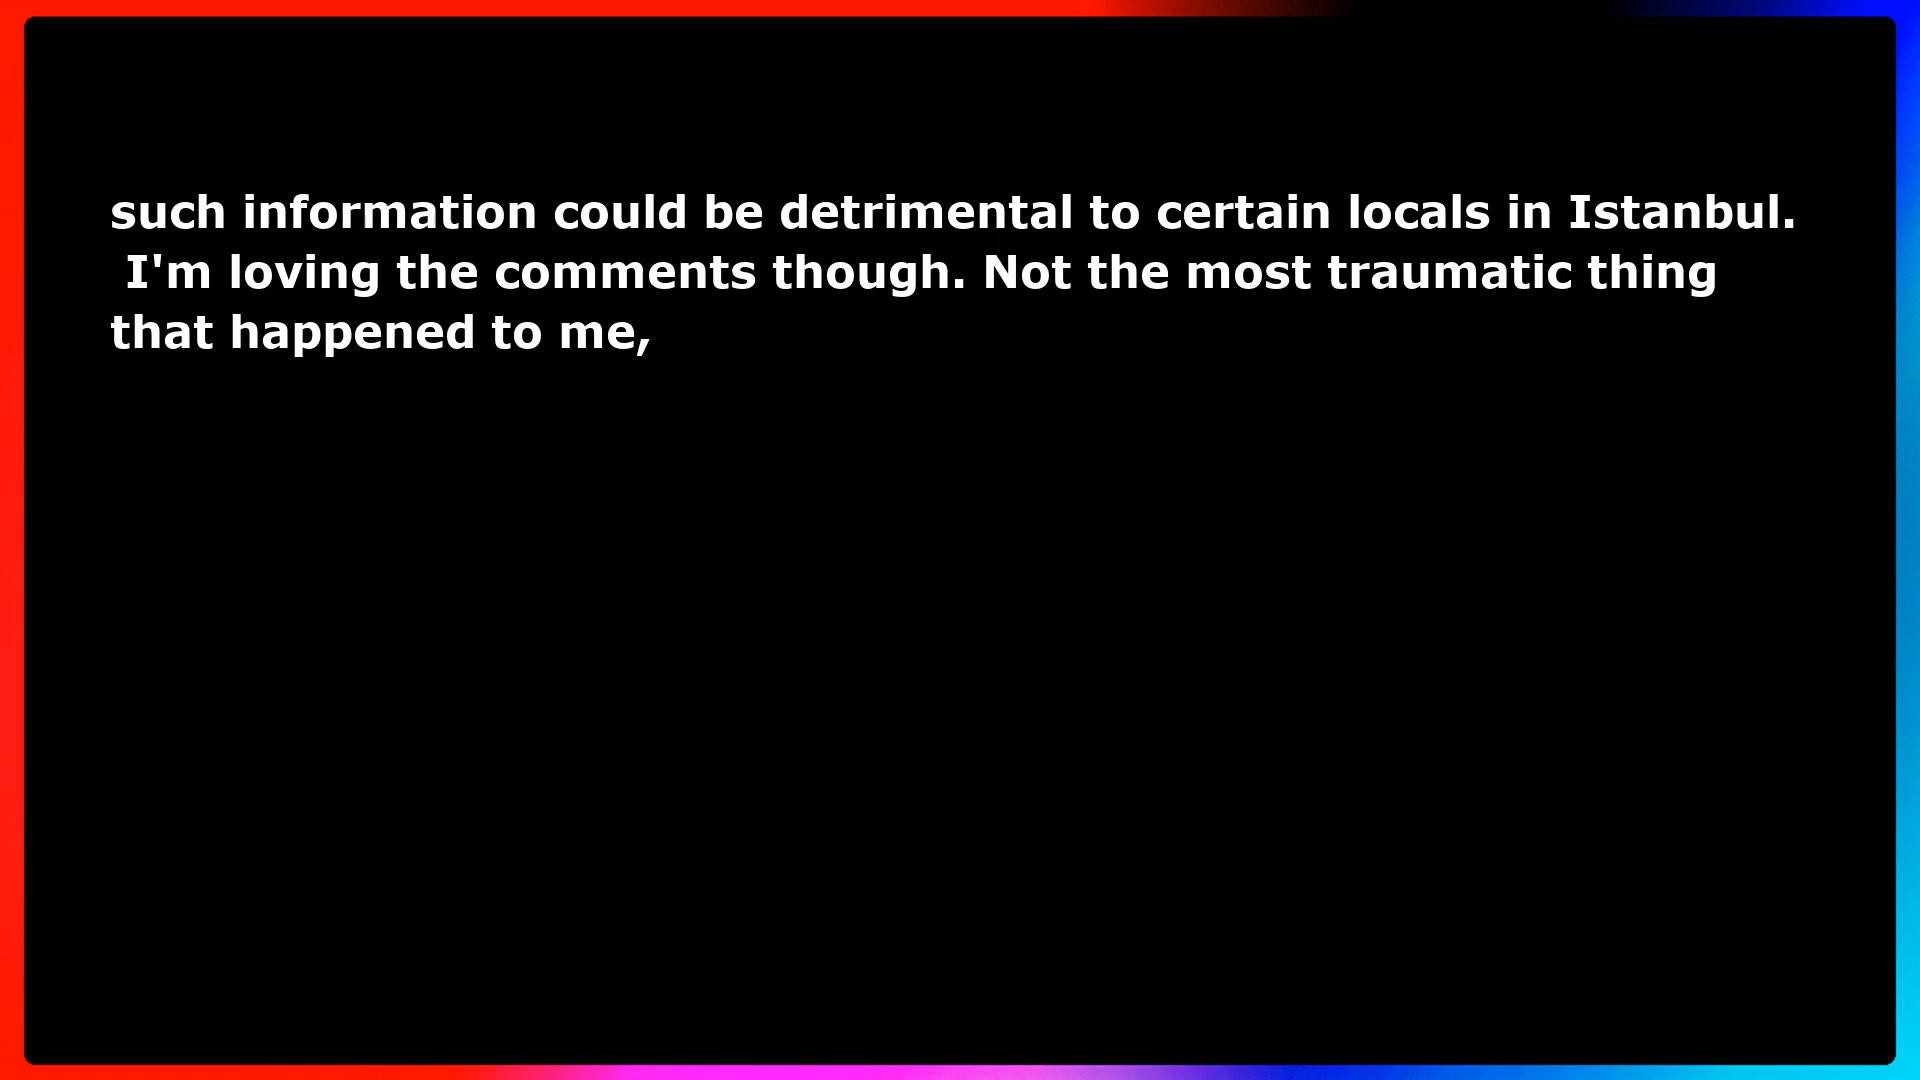 such information could be detrimental to certain locals in Istanbul.
I'm loving the comments though. Not the most traumatic thing
that happened to me,